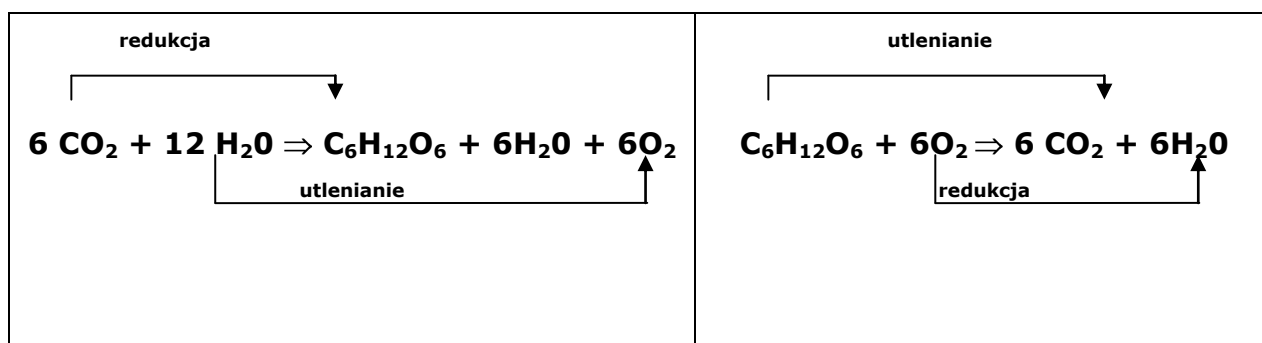 redukcja
6 CO₂ + 12 H₂0 ⇒ C₆H₁₂O₆ + 6H₂0 + 6O₂
utlenianie
utlenianie
C₆H₁₂O₆ + 6O₂ ⇒ 6 CO₂ + 6H₂0
redukcja